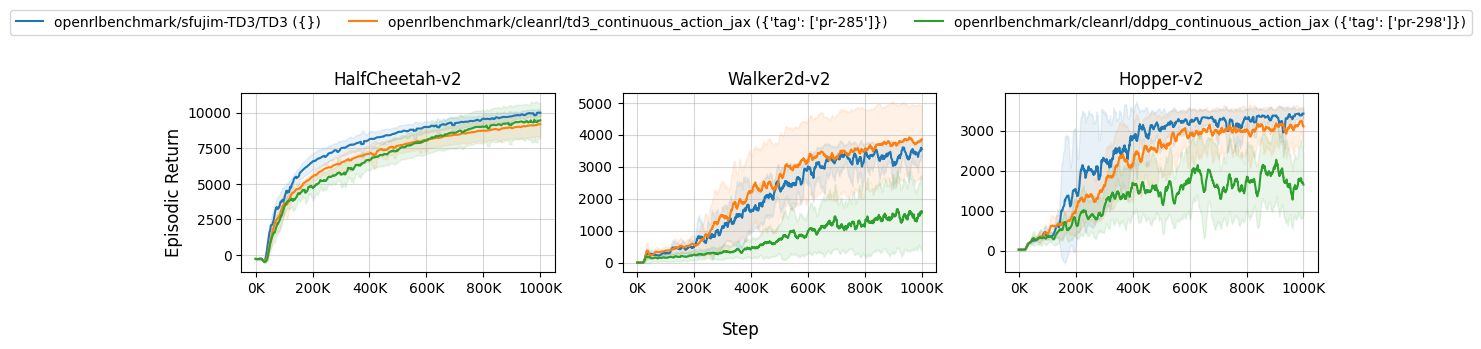 openrlbenchmark/sfujim-TD3/TD3 ({}) openrlbenchmark/cleanrl/td3_continuous_action_jax ({'tag': ['pr-285']}) openrlbenchmark/cleanrl/ddpg_continuous_action_jax ({'tag': ['pr-298']})
HalfCheetah-v2
Walker2d-v2
Hopper-v2
Episodic Return
10000
7500
5000
2500
0
0K 200K 400K 600K 800K 1000K
5000
4000
3000
2000
1000
0
0K 200K 400K 600K 800K 1000K
3000
2000
1000
0
0K 200K 400K 600K 800K 1000K
Step